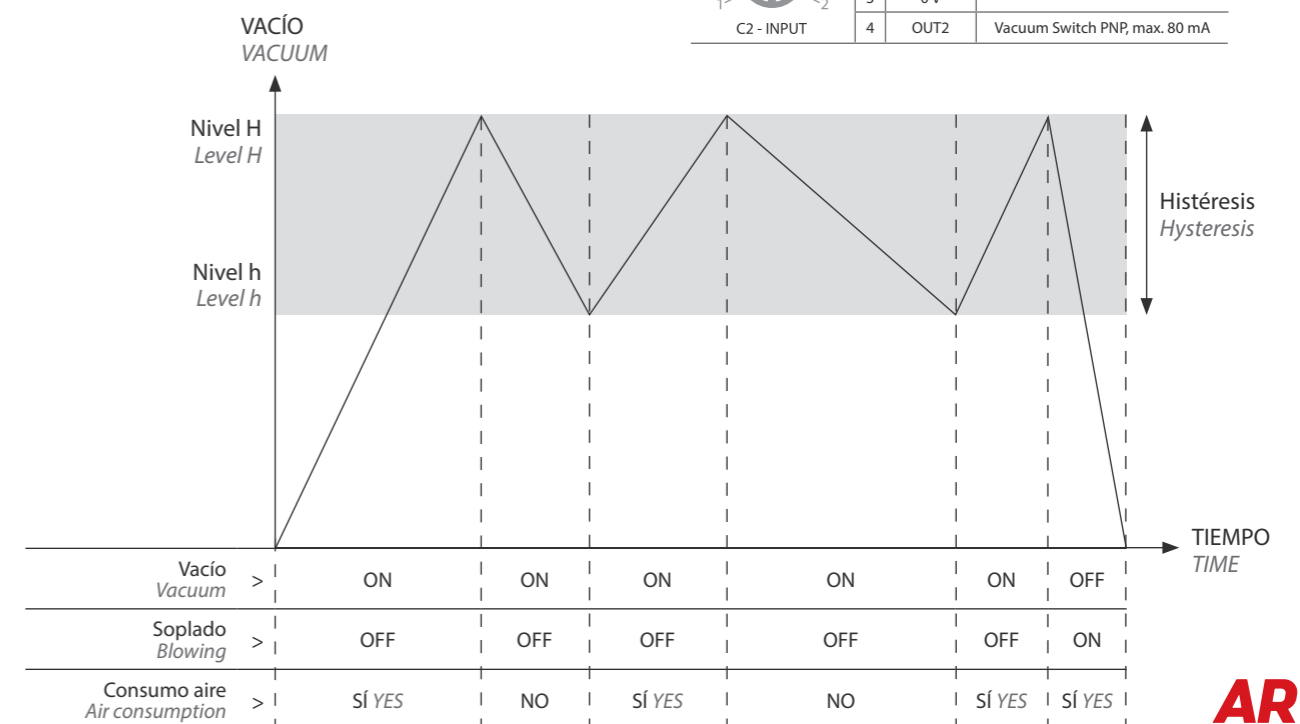 1> <2
C2 - INPUT
4 OUT2 Vacuum Switch PNP, max. 80 mA
VACÍO
VACUUM
Nivel H
Level H
Nivel h
Level h
Histéresis
Hysteresis
TIEMPO
TIME
Vacío
Vacuum
> ON ON ON ON ON OFF
Soplado
Blowing
> OFF OFF OFF OFF OFF ON
Consumo aire
Air consumption
> SÍ YES NO SÍ YES NO SÍ YES SÍ YES
AR